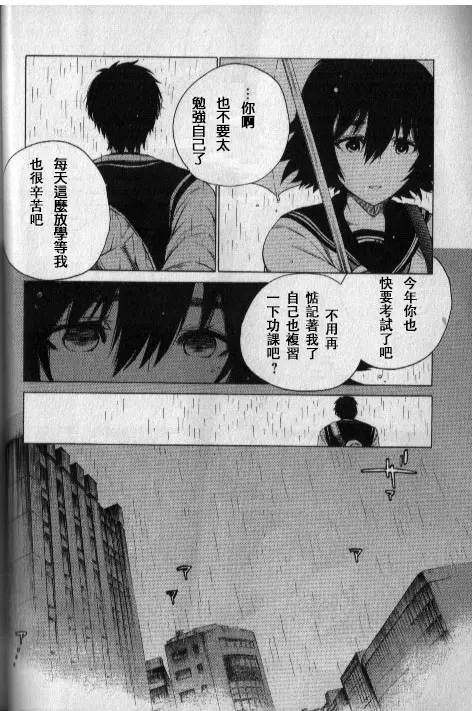 …你啊
也不要太
勉強自己了
每天這麼放學等我
也很辛苦吧
今年你也
快要考試了吧
不用再
惦記著我了
自己也複習
一下功課吧？
ザ